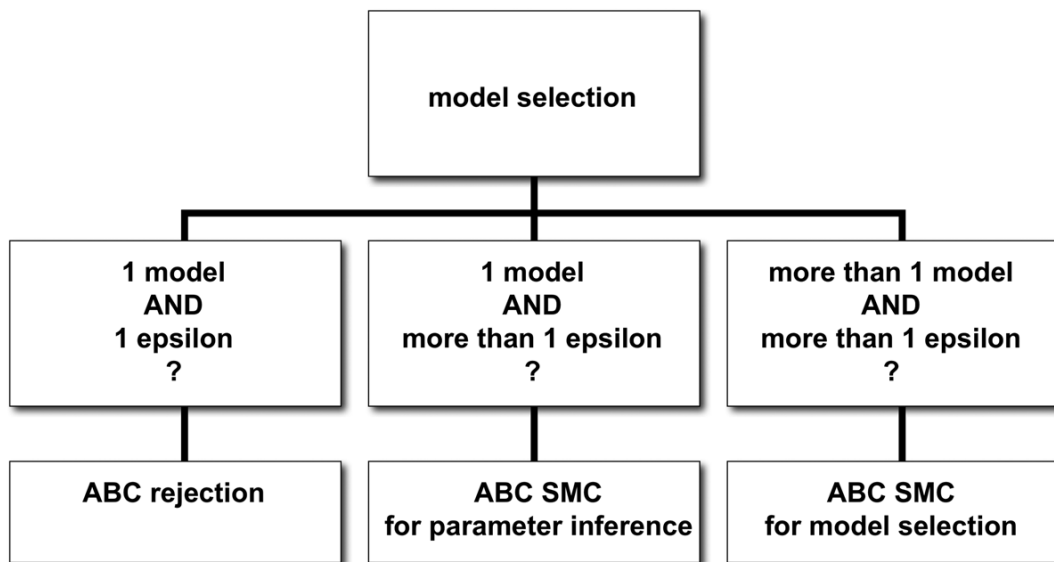 model selection
1 model
AND
1 epsilon
?
1 model
AND
more than 1 epsilon
?
more than 1 model
AND
more than 1 epsilon
?
ABC rejection
ABC SMC
for parameter inference
ABC SMC
for model selection